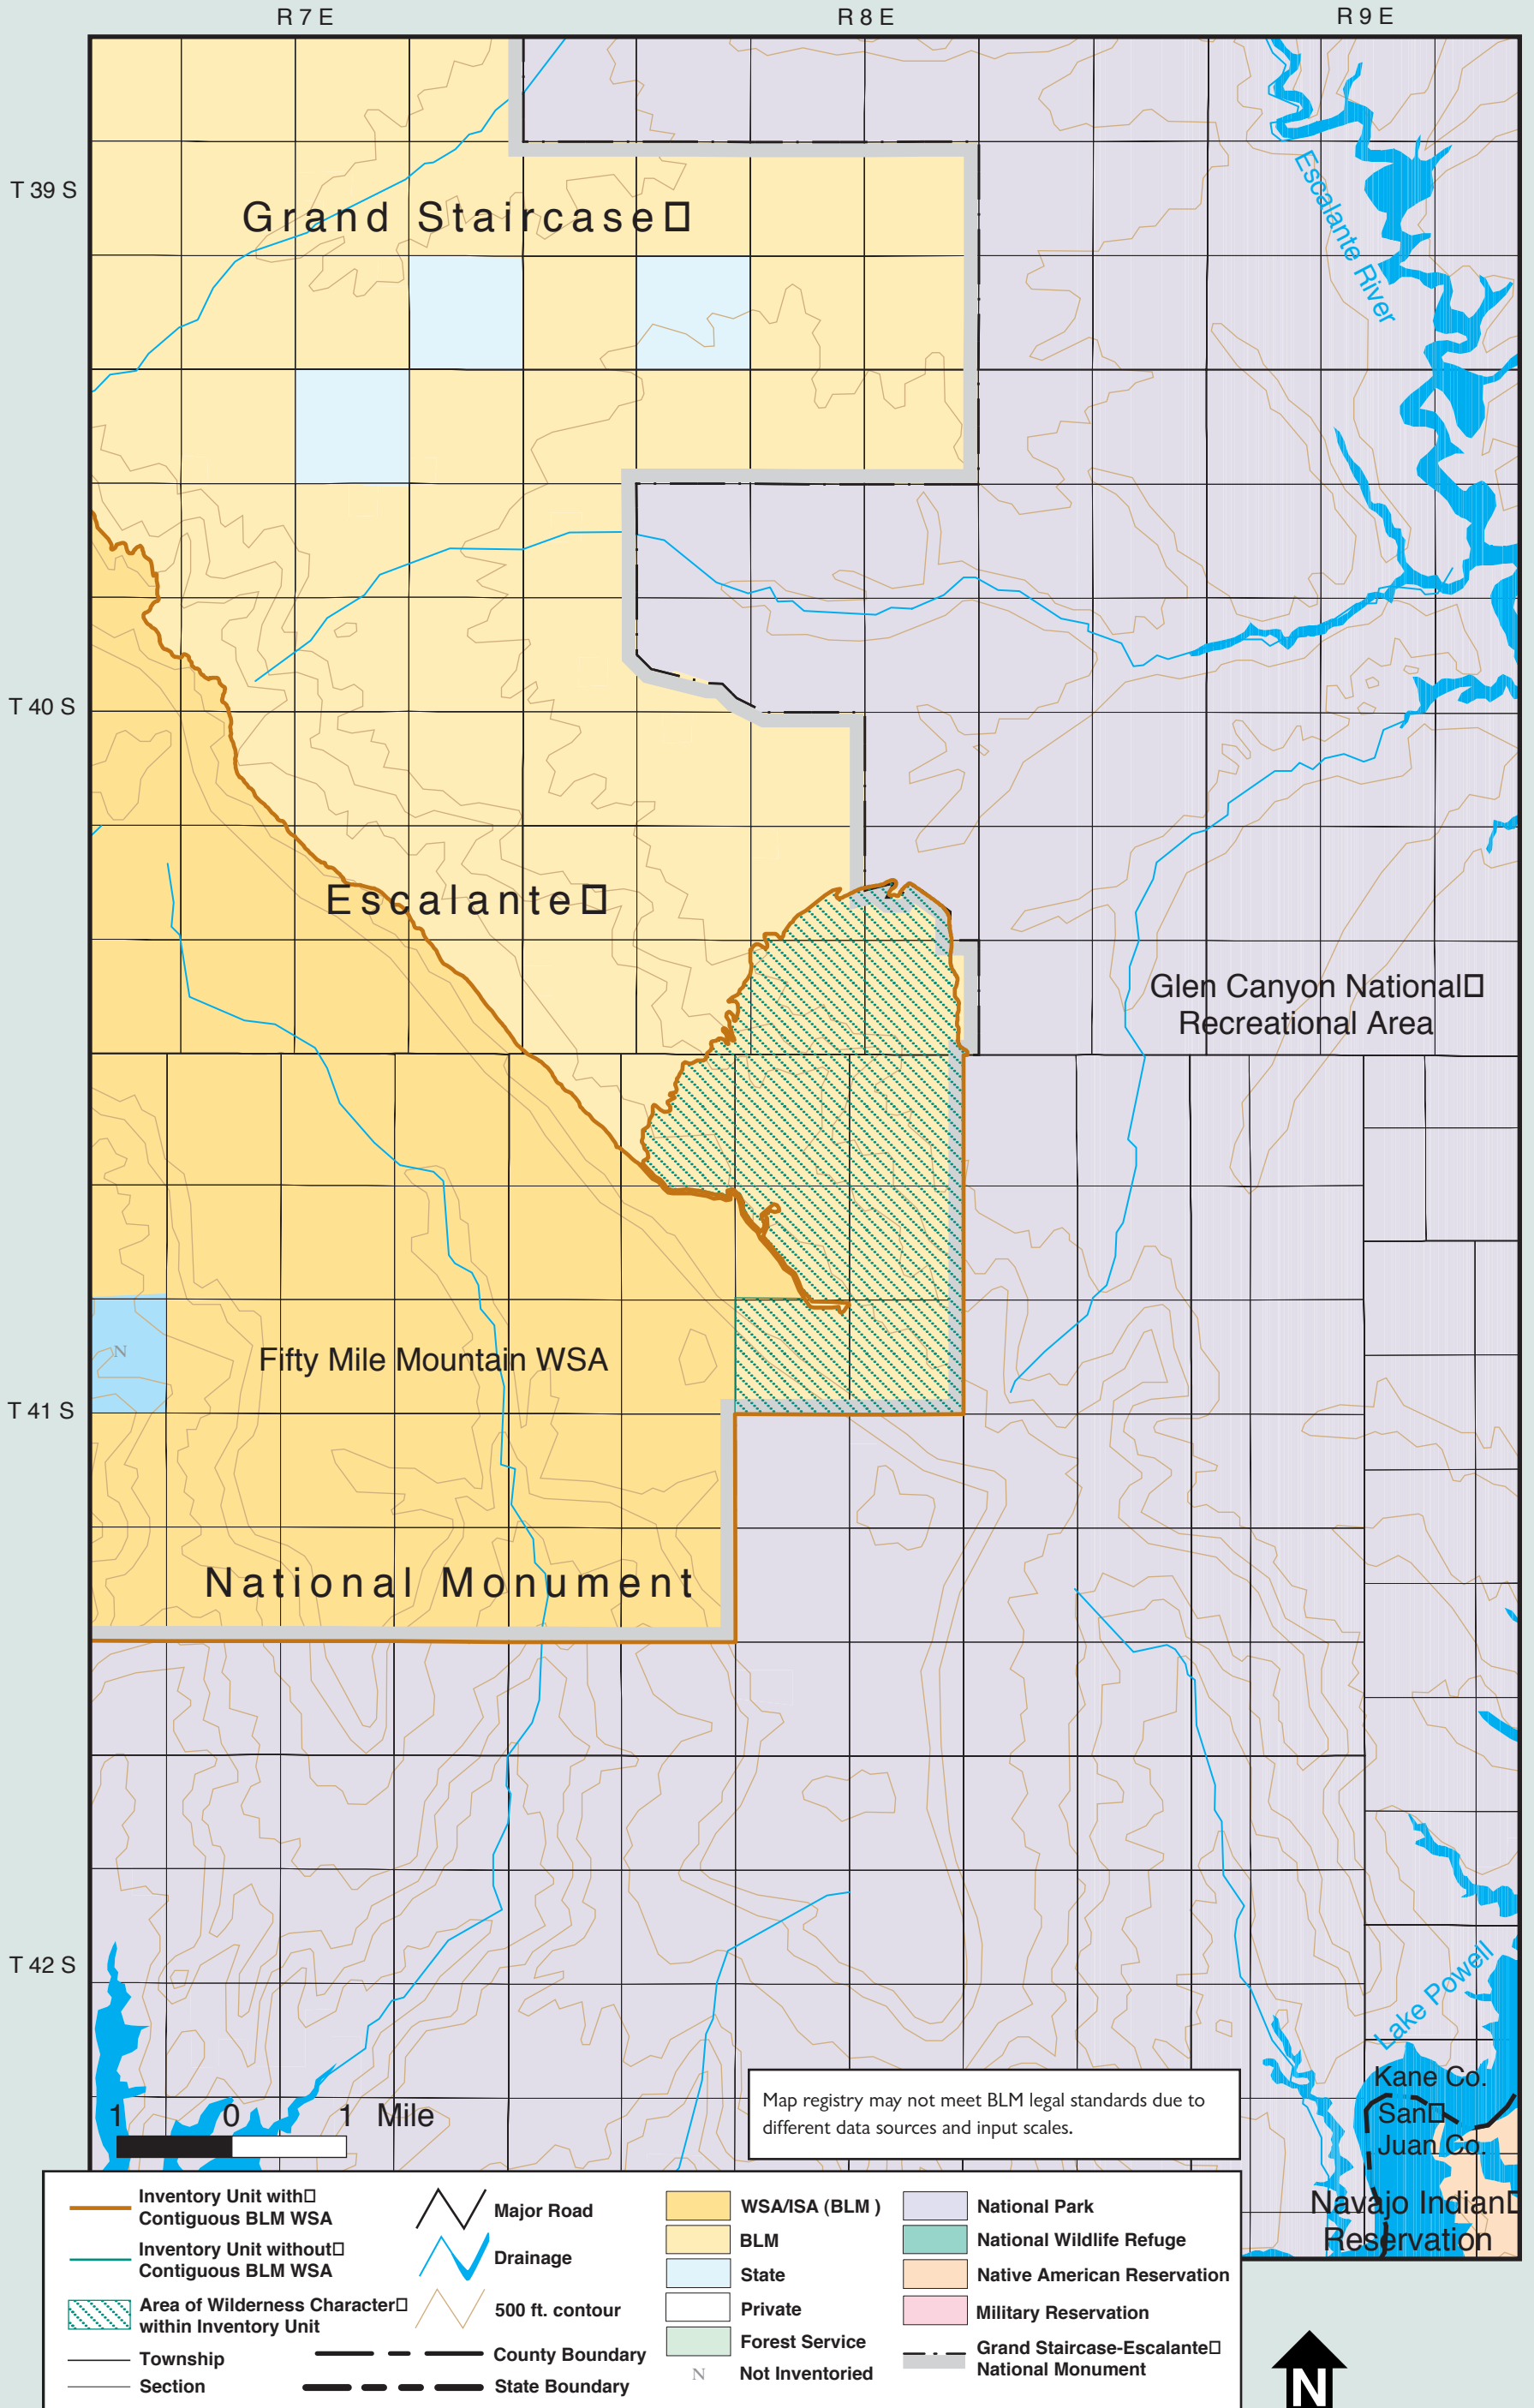 R 7 E
R 8 E
R 9 E
T 39 S
Grand Staircase□
Escalante River
T 40 S
Escalante□
Glen Canyon National□
Recreational Area
N
Fifty Mile Mountain WSA
T 41 S
National Monument
T 42 S
Lake Powell
Kane Co.
San□
Juan Co.
Navajo Indian□
Reservation
Map registry may not meet BLM legal standards due to
different data sources and input scales.
1 0 1 Mile
Inventory Unit with□
Contiguous BLM WSA
Inventory Unit without□
Contiguous BLM WSA
Area of Wilderness Character□
within Inventory Unit
Township
Section
Major Road
Drainage
500 ft. contour
County Boundary
State Boundary
WSA/ISA (BLM )
BLM
State
Private
Forest Service
N Not Inventoried
National Park
National Wildlife Refuge
Native American Reservation
Military Reservation
Grand Staircase-Escalante□
National Monument
N